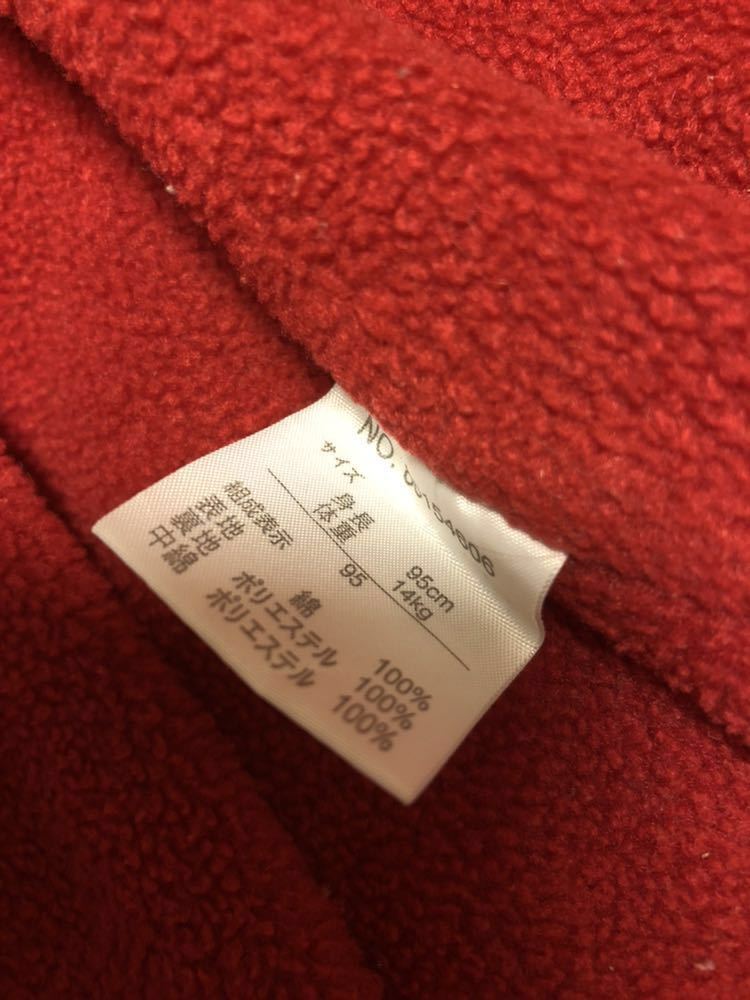 NO. 00154606
サイズ 95
身長 95cm
体重 14kg
組成表示
表地 綿 100%
裏地 ポリエステル 100%
中綿 ポリエステル 100%